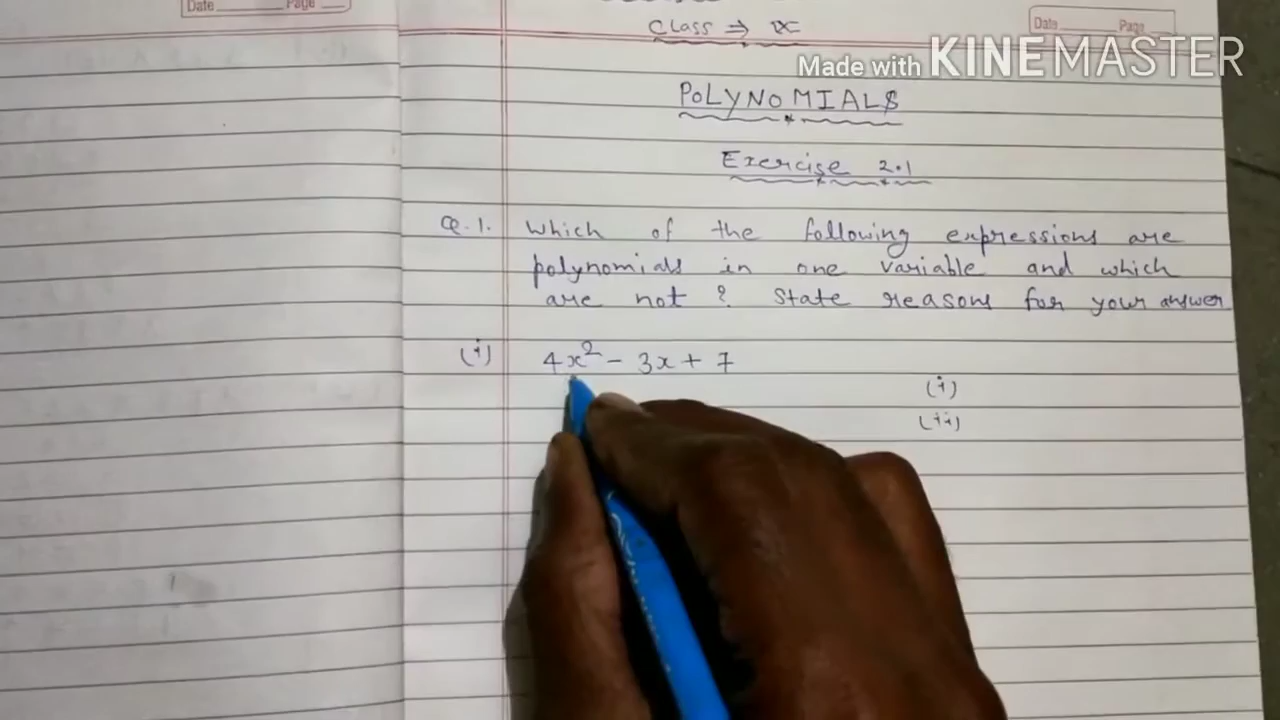 Date Page
Class ⇒ IX
Date Page
Made with KINEMASTER
POLYNOMIALS
Exercise 2.1
Q.1. Which of the following expressions are
polynomials in one variable and which
are not ? State reasons for your answer
(i) 4x² - 3x + 7
(i)
(ii)